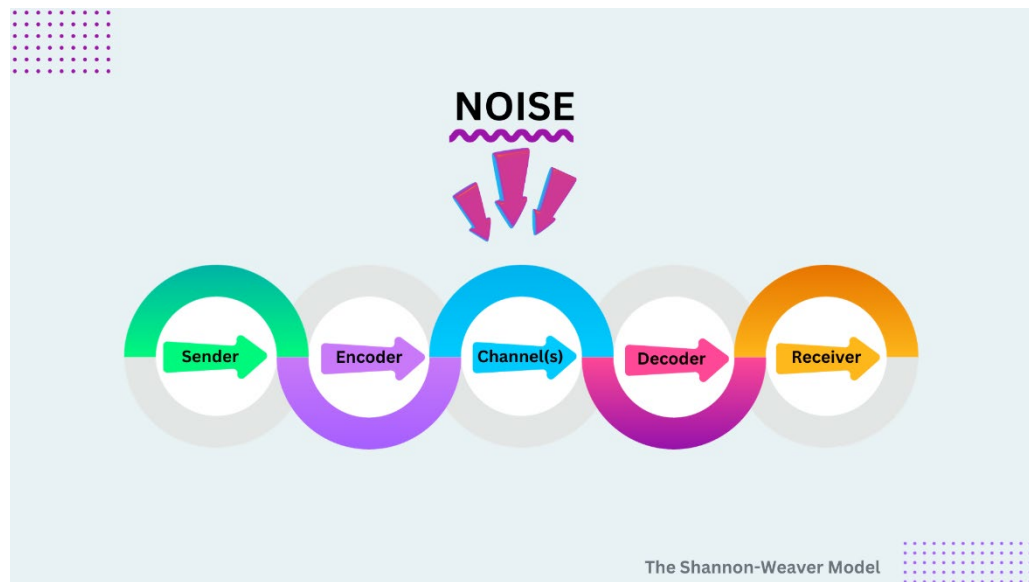 NOISE
Sender
Encoder
Channel(s)
Decoder
Receiver
The Shannon-Weaver Model